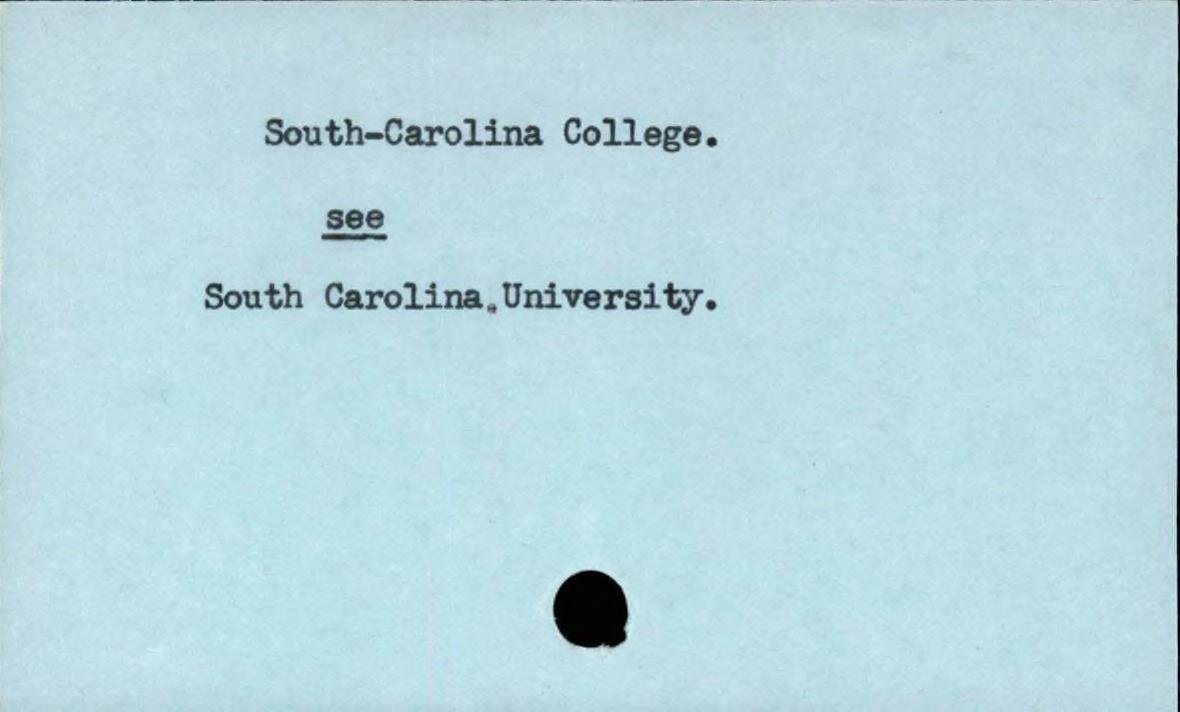 South-Carolina College.
see
South Carolina. University.